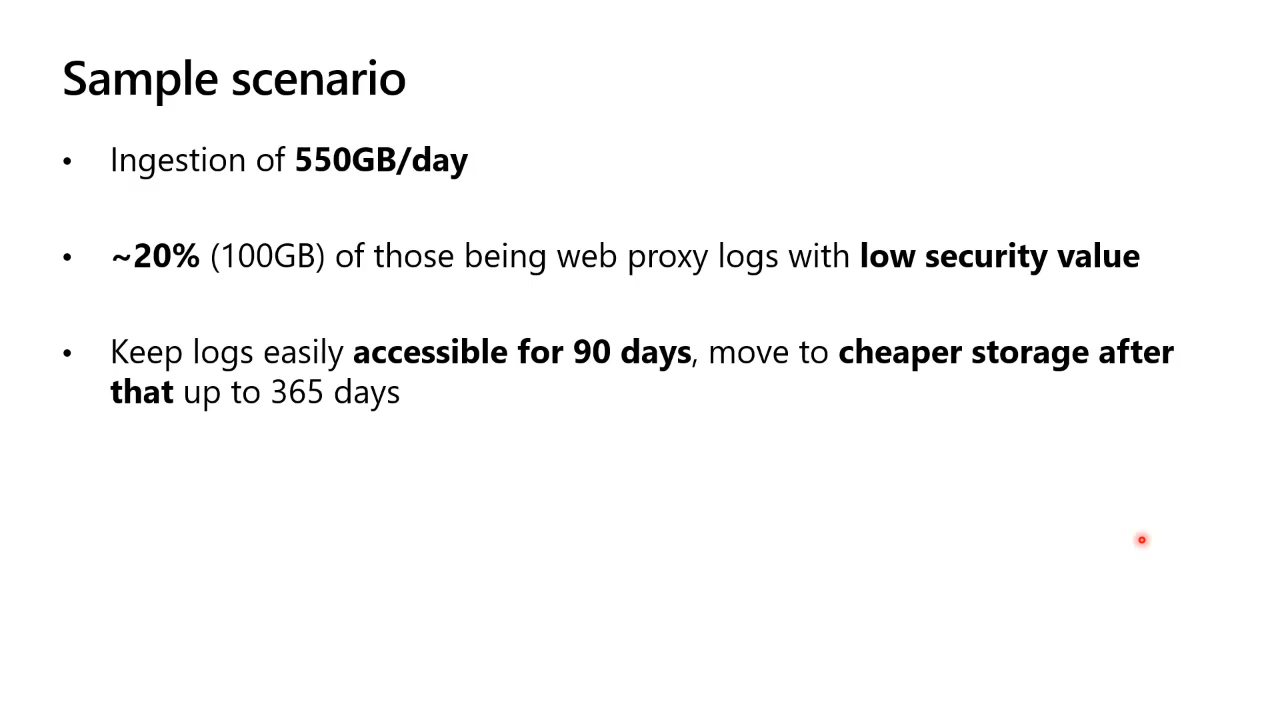 Sample scenario
• Ingestion of 550GB/day
• ~20% (100GB) of those being web proxy logs with low security value
• Keep logs easily accessible for 90 days, move to cheaper storage after
that up to 365 days